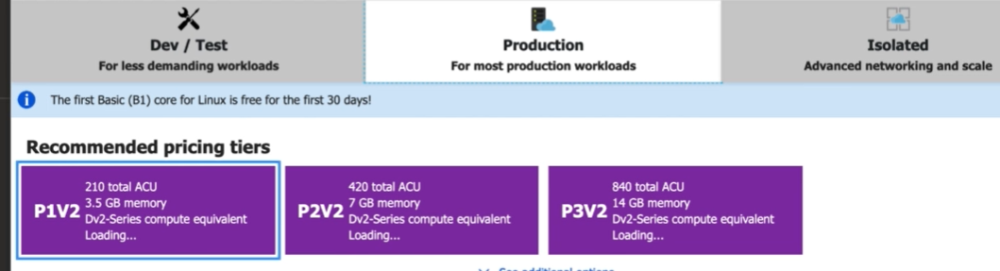 Dev / Test
For less demanding workloads
Production
For most production workloads
Isolated
Advanced networking and scale
The first Basic (B1) core for Linux is free for the first 30 days!
Recommended pricing tiers
P1V2
210 total ACU
3.5 GB memory
Dv2-Series compute equivalent
Loading...
P2V2
420 total ACU
7 GB memory
Dv2-Series compute equivalent
Loading...
P3V2
840 total ACU
14 GB memory
Dv2-Series compute equivalent
Loading...
See additional options